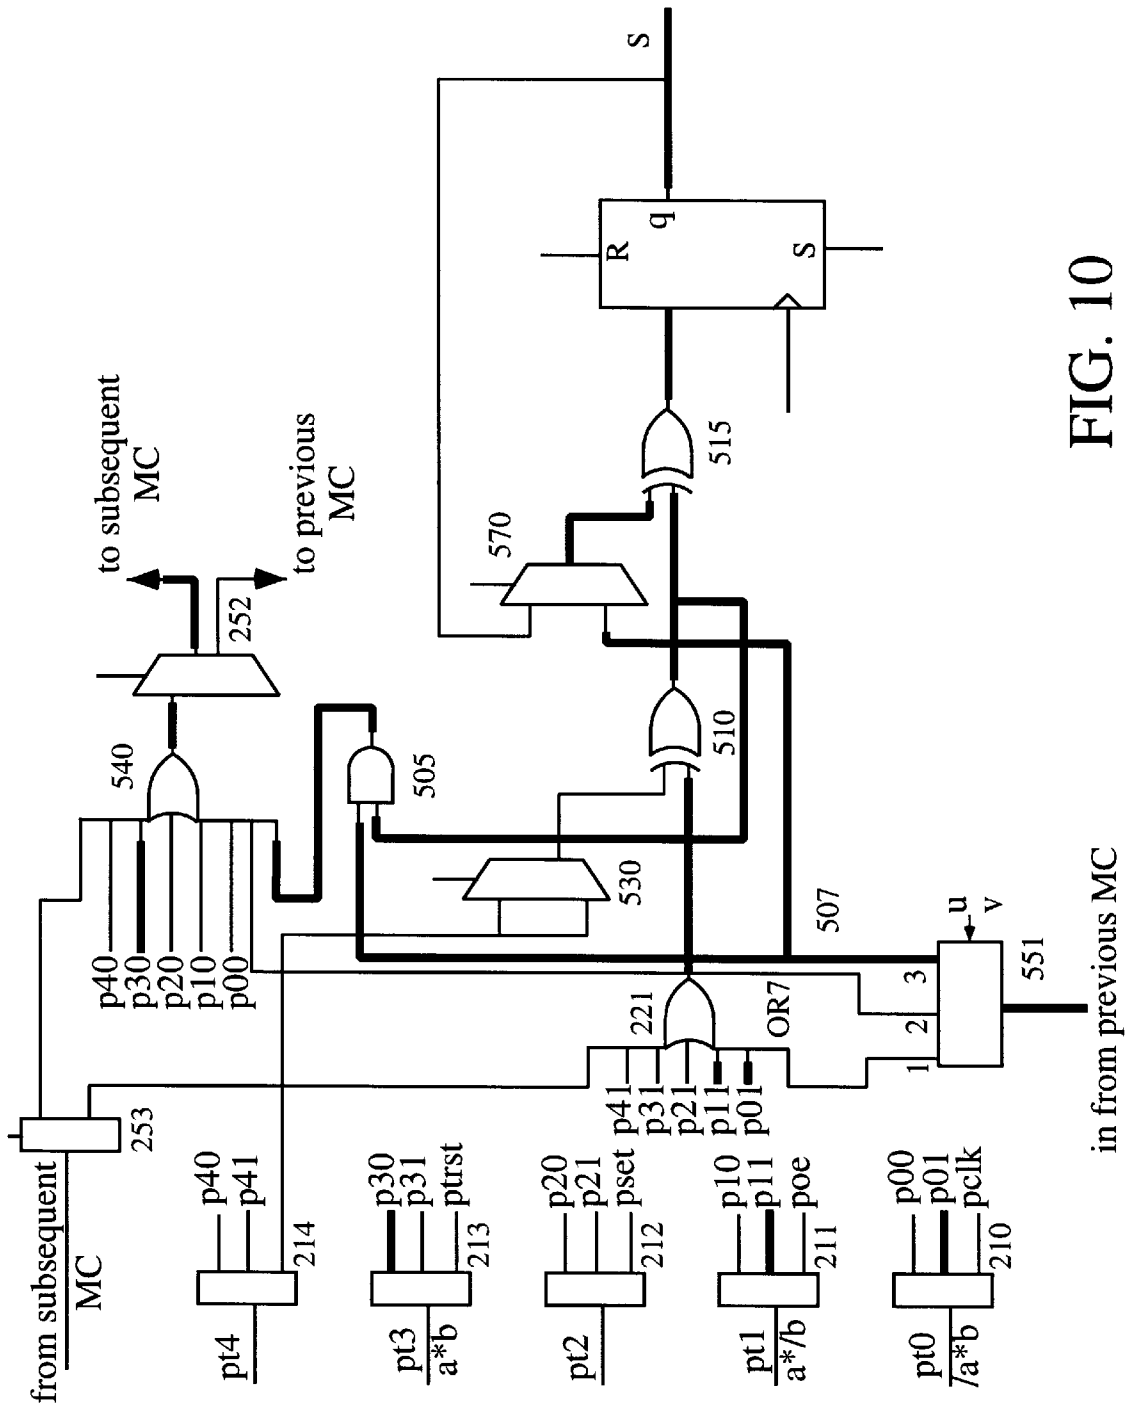 from subsequent
MC
253
to subsequent
MC
to previous
MC
252
540
p40
p30
p20
p10
p00
505
pt4
p40
p41
214
530
570
510
515
S
R
q
S
pt3
a*b
p30
p31
ptrst
213
pt2
p20
p21
pset
212
p41
p31
p21
p11
p01
221
OR7
507
pt1
a*/b
p10
p11
poe
211
pt0
/a*b
p00
p01
pclk
210
1
2
3
u
v
551
in from previous MC
FIG. 10